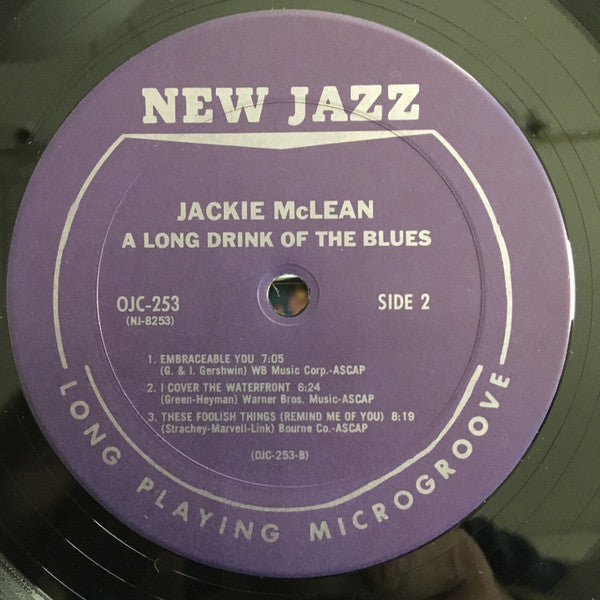 NEW JAZZ
JACKIE McLEAN
A LONG DRINK OF THE BLUES
OJC-253
(NJ-8253)
SIDE 2
1. EMBRACEABLE YOU 7:05
(G. & I. Gershwin) WB Music Corp.-ASCAP
2. I COVER THE WATERFRONT 6:24
(Green-Heyman) Warner Bros. Music-ASCAP
3. THESE FOOLISH THINGS (REMIND ME OF YOU) 8:19
(Strachey-Marvell-Link) Bourne Co.-ASCAP
(OJC-253-B)
LONG PLAYING MICROGROOVE